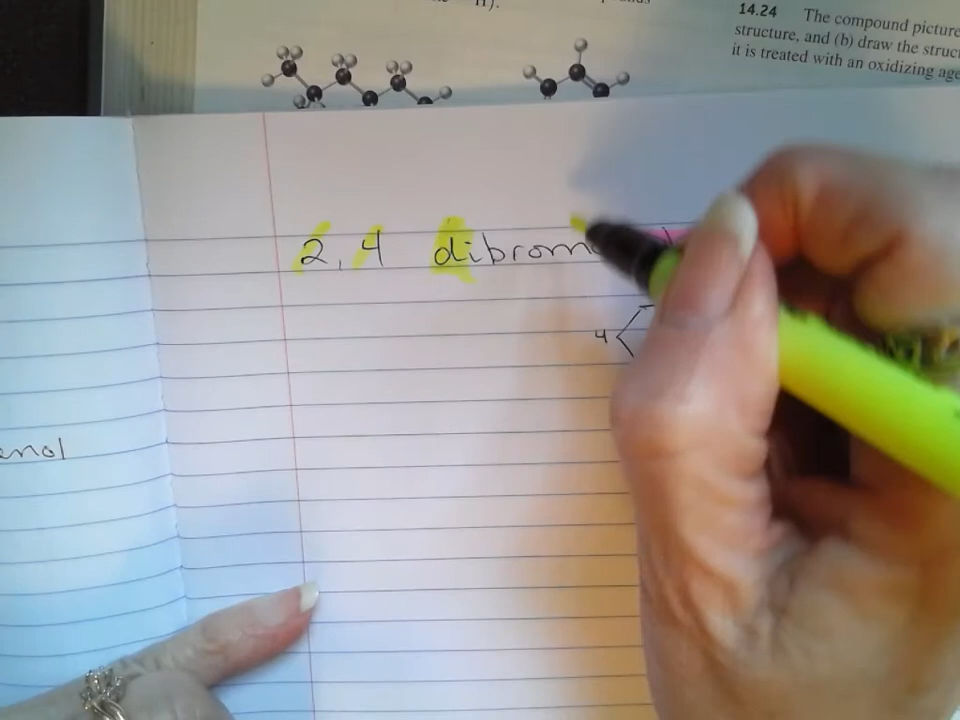 14.24 The compound picture
structure, and (b) draw the struc
it is treated with an oxidizing age
2,4 dibromo
4
enol